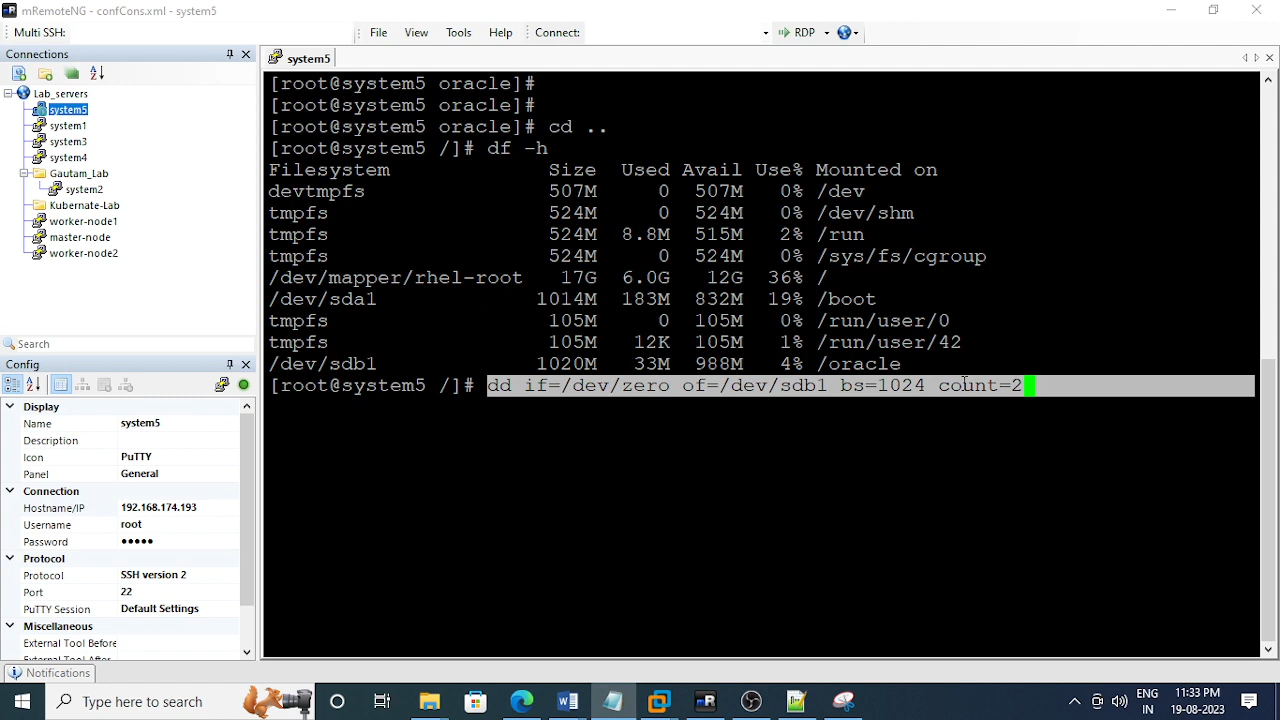 mRemoteNG - confCons.xml - system5
Multi SSH:
File View Tools Help Connect: RDP
Connections
Lab_servers
system5
system1
system3
system4
Gautam_Lab
system2
Kubernate-Lab
worker-node1
master-node
worker-node2
Search
Config
Display
Name system5
Description
Icon PuTTY
Panel General
Connection
Hostname/IP 192.168.174.193
Username root
Password •••••
Protocol
Protocol SSH version 2
Port 22
PuTTY Session Default Settings
Miscellaneous
External Tool Before
External Tool After
Notifications
system5
[root@system5 oracle]#
[root@system5 oracle]#
[root@system5 oracle]# cd ..
[root@system5 /]# df -h
Filesystem Size Used Avail Use% Mounted on
devtmpfs 507M 0 507M 0% /dev
tmpfs 524M 0 524M 0% /dev/shm
tmpfs 524M 8.8M 515M 2% /run
tmpfs 524M 0 524M 0% /sys/fs/cgroup
/dev/mapper/rhel-root 17G 6.0G 12G 36% /
/dev/sda1 1014M 183M 832M 19% /boot
tmpfs 105M 0 105M 0% /run/user/0
tmpfs 105M 12K 105M 1% /run/user/42
/dev/sdb1 1020M 33M 988M 4% /oracle
[root@system5 /]# dd if=/dev/zero of=/dev/sdb1 bs=1024 count=2
Type here to search
ENG
IN
11:33 PM
19-08-2023